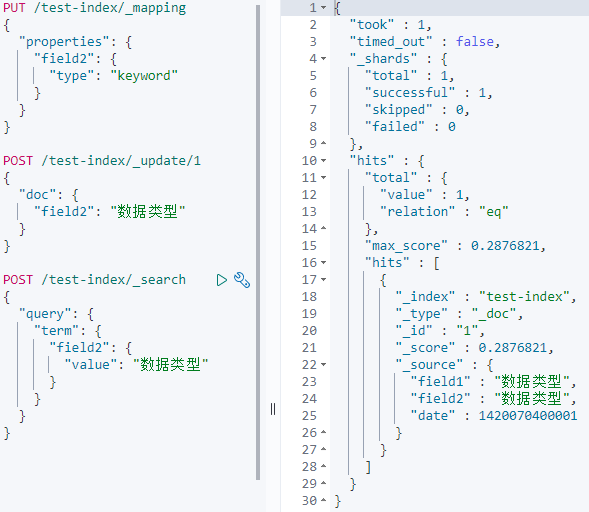 PUT /test-index/_mapping
{
  "properties": {
    "field2": {
      "type": "keyword"
    }
  }
}

POST /test-index/_update/1
{
  "doc": {
    "field2": "数据类型"
  }
}

POST /test-index/_search
{
  "query": {
    "term": {
      "field2": {
        "value": "数据类型"
      }
    }
  }
}

1 {
2   "took" : 1,
3   "timed_out" : false,
4   "_shards" : {
5     "total" : 1,
6     "successful" : 1,
7     "skipped" : 0,
8     "failed" : 0
9   },
10   "hits" : {
11     "total" : {
12       "value" : 1,
13       "relation" : "eq"
14     },
15     "max_score" : 0.2876821,
16     "hits" : [
17       {
18         "_index" : "test-index",
19         "_type" : "_doc",
20         "_id" : "1",
21         "_score" : 0.2876821,
22         "_source" : {
23           "field1" : "数据类型",
24           "field2" : "数据类型",
25           "date" : 1420070400001
26         }
27       }
28     ]
29   }
30 }